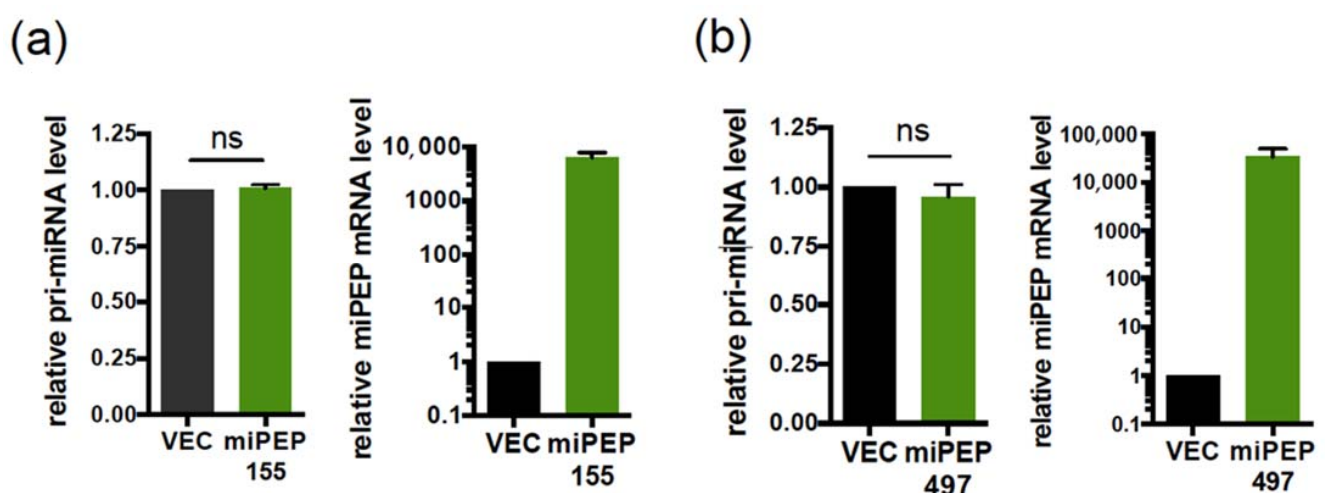 (a)
relative pri-miRNA level
1.25
1.00
0.75
0.50
0.25
0.00
ns
VEC miPEP
155
relative miPEP mRNA level
10,000
1000
100
10
1
0.1
VEC miPEP
155
(b)
relative pri-miRNA level
1.25
1.00
0.75
0.50
0.25
0.00
ns
VEC miPEP
497
relative miPEP mRNA level
100,000
10,000
1000
100
10
1
0.1
VEC miPEP
497